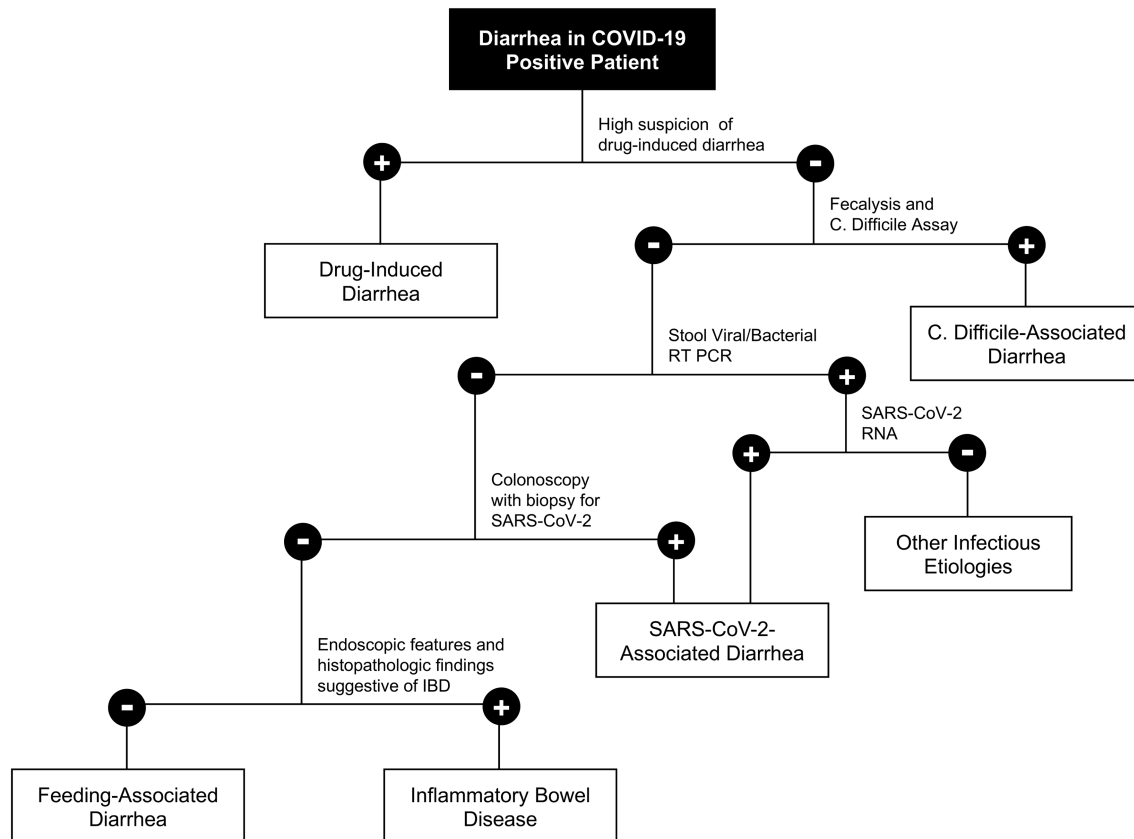 Diarrhea in COVID-19
Positive Patient
High suspicion of
drug-induced diarrhea
+
-
Fecalysis and
C. Difficile Assay
-
+
Drug-Induced
Diarrhea
C. Difficile-Associated
Diarrhea
Stool Viral/Bacterial
RT PCR
-
+
SARS-CoV-2
RNA
+
-
Colonoscopy
with biopsy for
SARS-CoV-2
-
+
Other Infectious
Etiologies
SARS-CoV-2-
Associated Diarrhea
Endoscopic features and
histopathologic findings
suggestive of IBD
-
+
Feeding-Associated
Diarrhea
Inflammatory Bowel
Disease